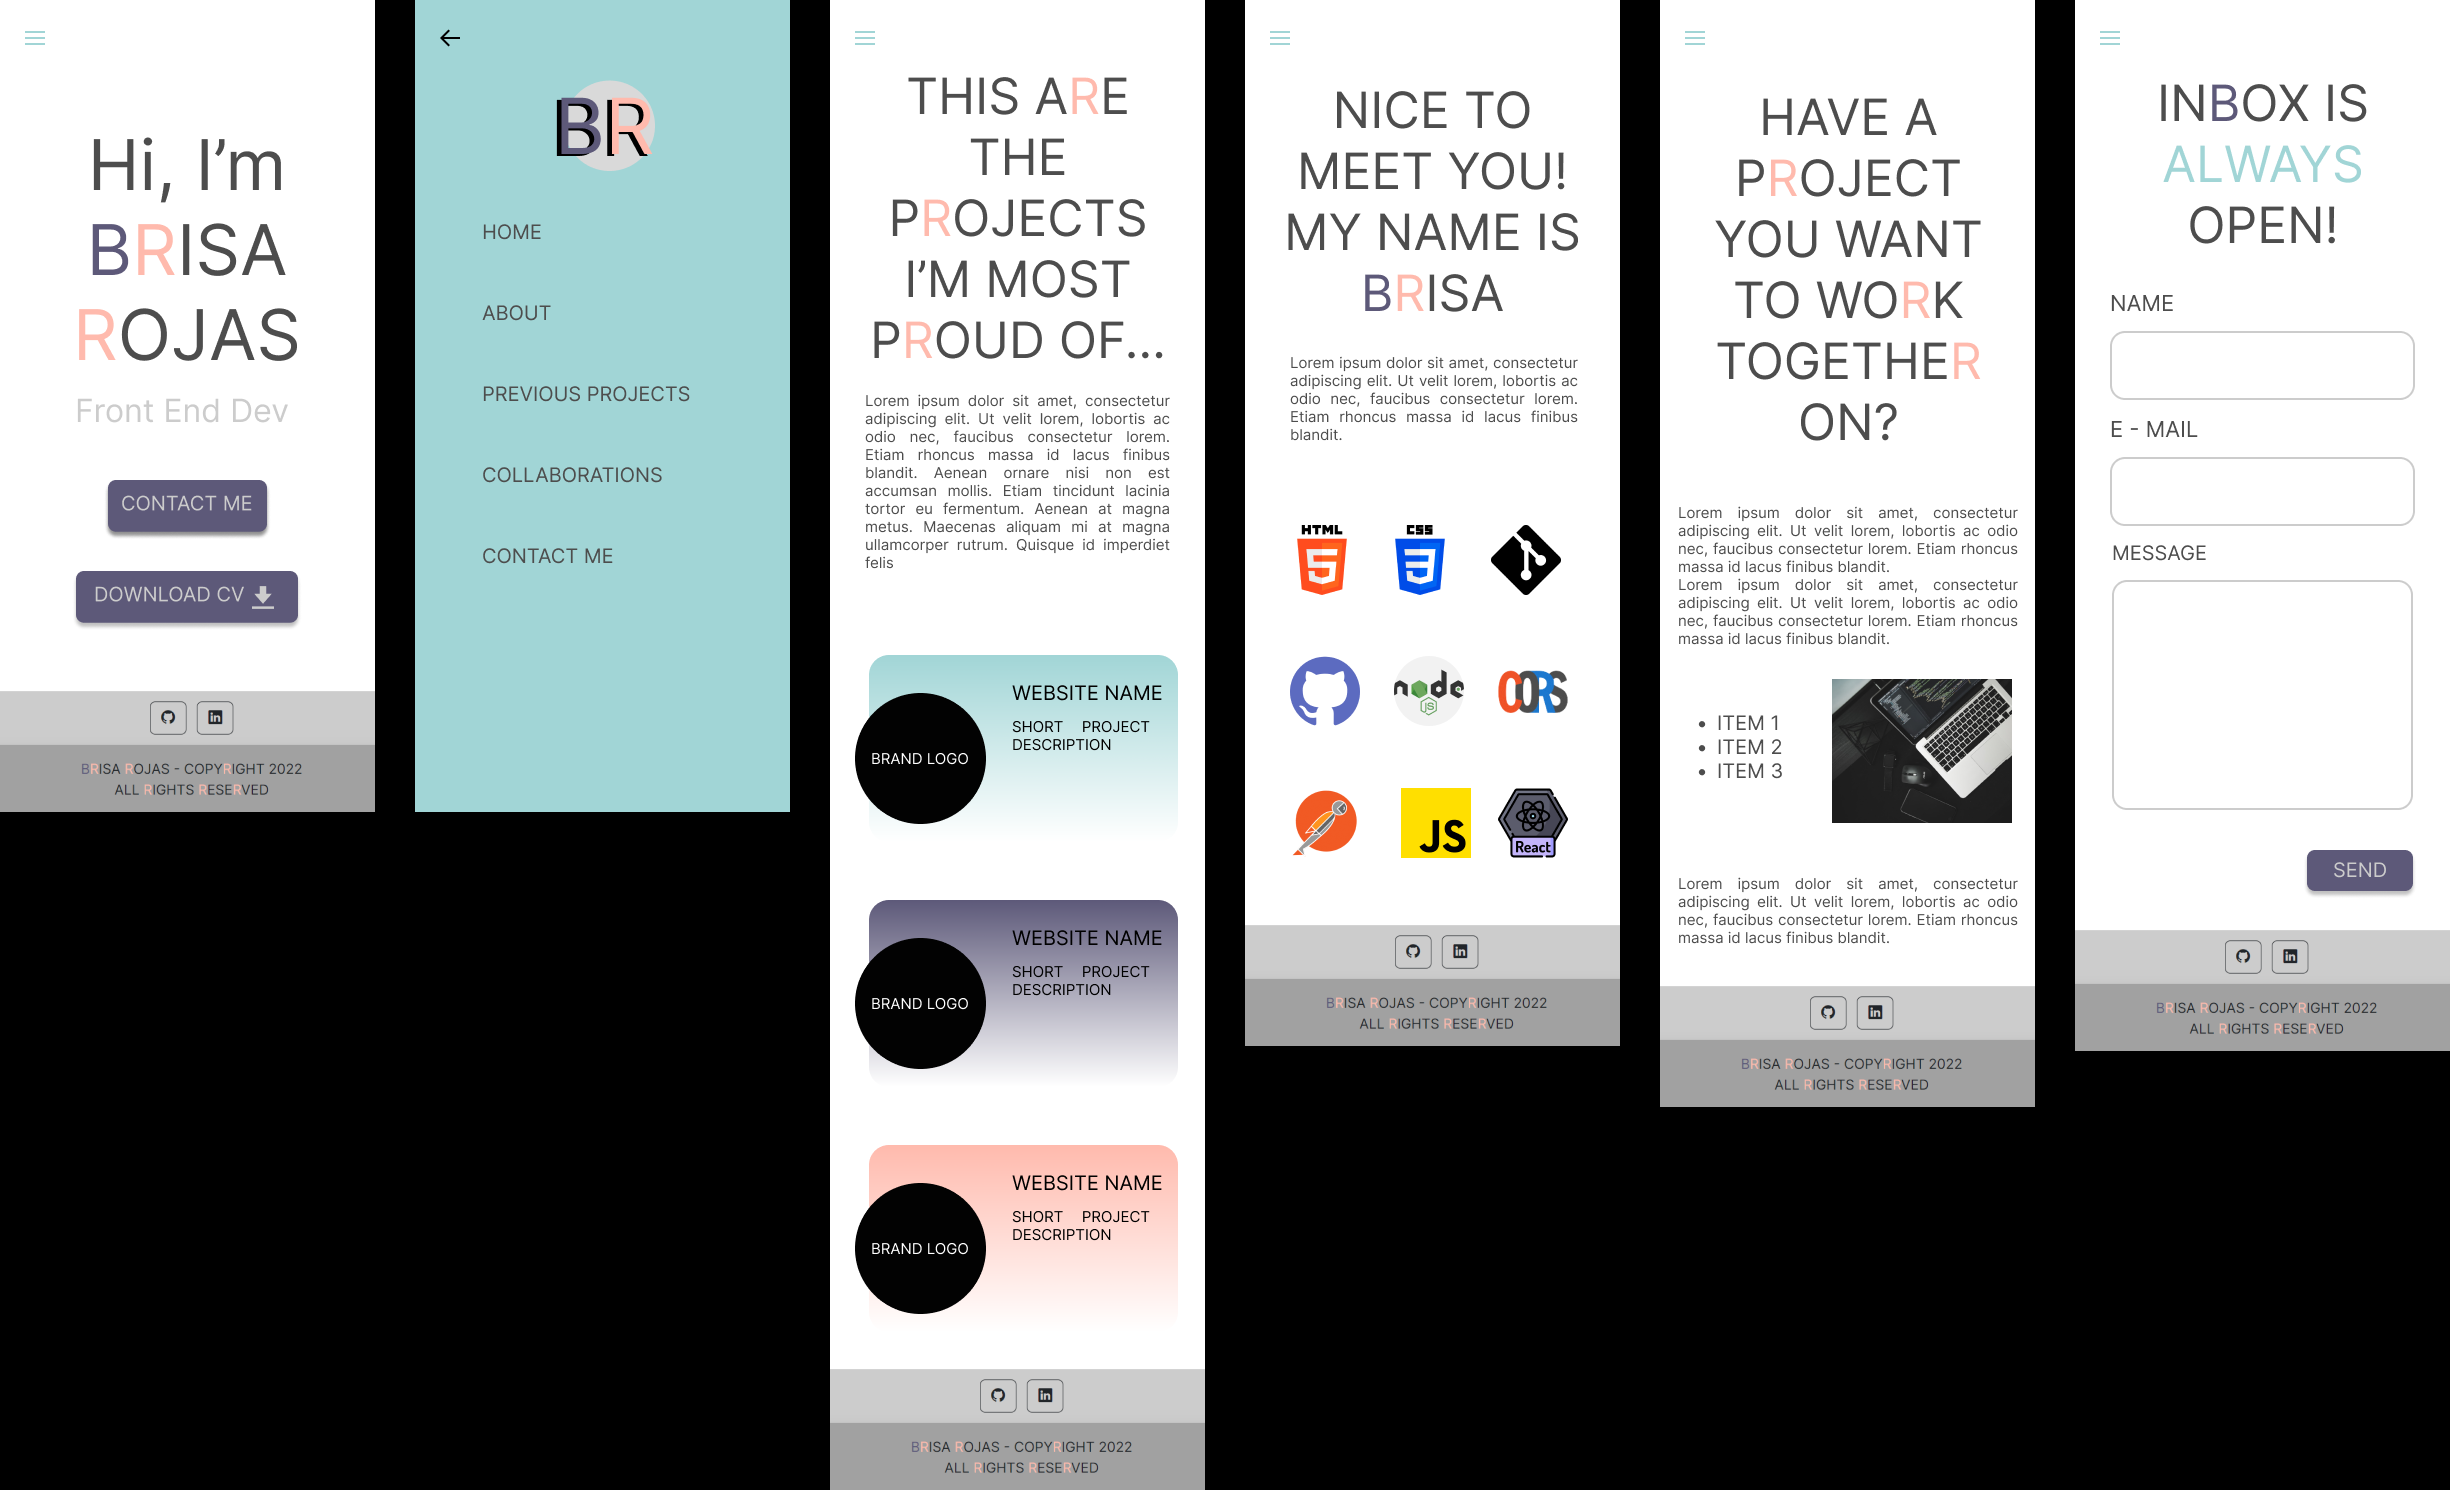 Hi, I’m
BRISA
ROJAS
Front End Dev
CONTACT ME
DOWNLOAD CV
BRISA ROJAS - COPYRIGHT 2022
ALL RIGHTS RESERVED
BR
HOME
ABOUT
PREVIOUS PROJECTS
COLLABORATIONS
CONTACT ME
THIS ARE
THE
PROJECTS
I’M MOST
PROUD OF...
Lorem ipsum dolor sit amet, consectetur
adipiscing elit. Ut velit lorem, lobortis ac
odio nec, faucibus consectetur lorem.
Etiam rhoncus massa id lacus finibus
blandit. Aenean ornare nisi non est
accumsan mollis. Etiam tincidunt lacinia
tortor eu fermentum. Aenean at magna
metus. Maecenas aliquam mi at magna
ullamcorper rutrum. Quisque id imperdiet
felis
WEBSITE NAME
SHORT PROJECT
DESCRIPTION
BRAND LOGO
WEBSITE NAME
SHORT PROJECT
DESCRIPTION
BRAND LOGO
WEBSITE NAME
SHORT PROJECT
DESCRIPTION
BRAND LOGO
in
BRISA ROJAS - COPYRIGHT 2022
ALL RIGHTS RESERVED
NICE TO
MEET YOU!
MY NAME IS
BRISA
Lorem ipsum dolor sit amet, consectetur
adipiscing elit. Ut velit lorem, lobortis ac
odio nec, faucibus consectetur lorem.
Etiam rhoncus massa id lacus finibus
blandit.
HTML
5
CSS
3
node
JS
CORS
JS
React
in
BRISA ROJAS - COPYRIGHT 2022
ALL RIGHTS RESERVED
HAVE A
PROJECT
YOU WANT
TO WORK
TOGETHER
ON?
Lorem ipsum dolor sit amet, consectetur
adipiscing elit. Ut velit lorem, lobortis ac odio
nec, faucibus consectetur lorem. Etiam rhoncus
massa id lacus finibus blandit.
Lorem ipsum dolor sit amet, consectetur
adipiscing elit. Ut velit lorem, lobortis ac odio
nec, faucibus consectetur lorem. Etiam rhoncus
massa id lacus finibus blandit.
• ITEM 1
• ITEM 2
• ITEM 3
Lorem ipsum dolor sit amet, consectetur
adipiscing elit. Ut velit lorem, lobortis ac odio
nec, faucibus consectetur lorem. Etiam rhoncus
massa id lacus finibus blandit.
in
BRISA ROJAS - COPYRIGHT 2022
ALL RIGHTS RESERVED
INBOX IS
ALWAYS
OPEN!
NAME
E - MAIL
MESSAGE
SEND
in
BRISA ROJAS - COPYRIGHT 2022
ALL RIGHTS RESERVED